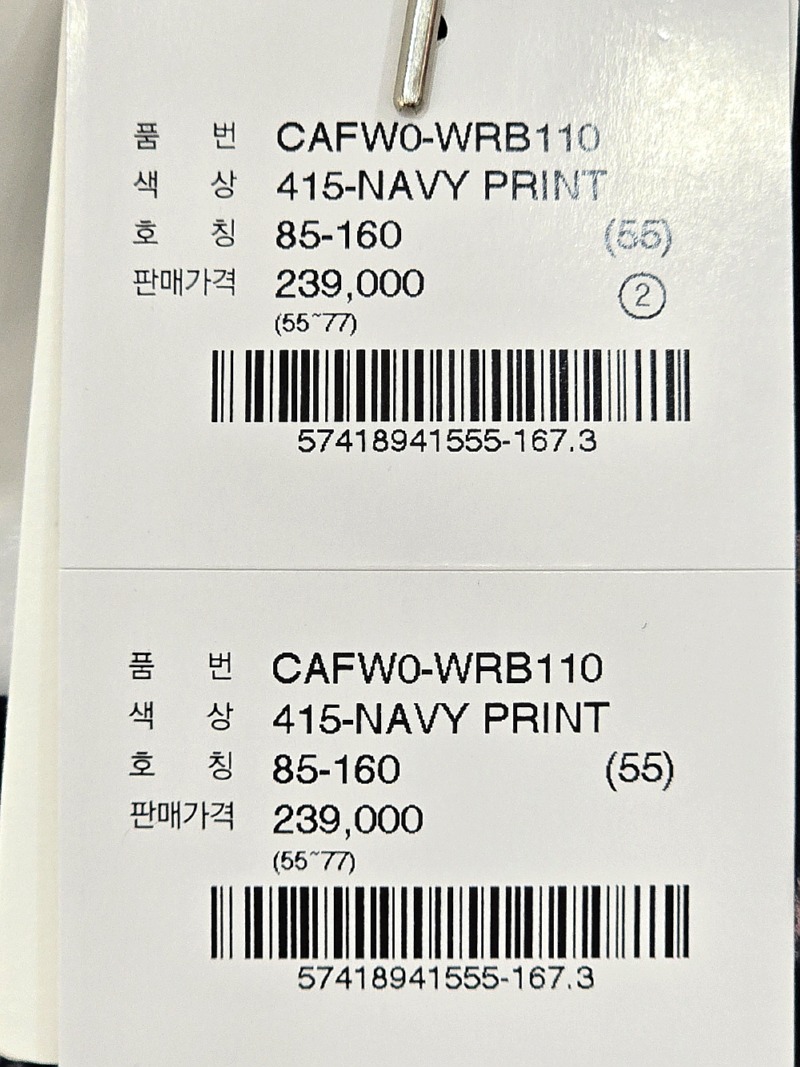 품 번 CAFW0-WRB110
색 상 415-NAVY PRINT
호 칭 85-160 (55)
판매가격 239,000 ②
(55~77)
57418941555-167.3
품 번 CAFW0-WRB110
색 상 415-NAVY PRINT
호 칭 85-160 (55)
판매가격 239,000
(55~77)
57418941555-167.3